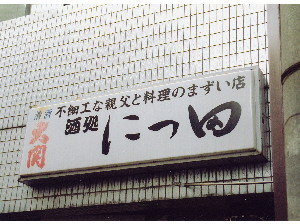 清酒
大関
不細工な親父と料理のまずい店
酒処
にっ田